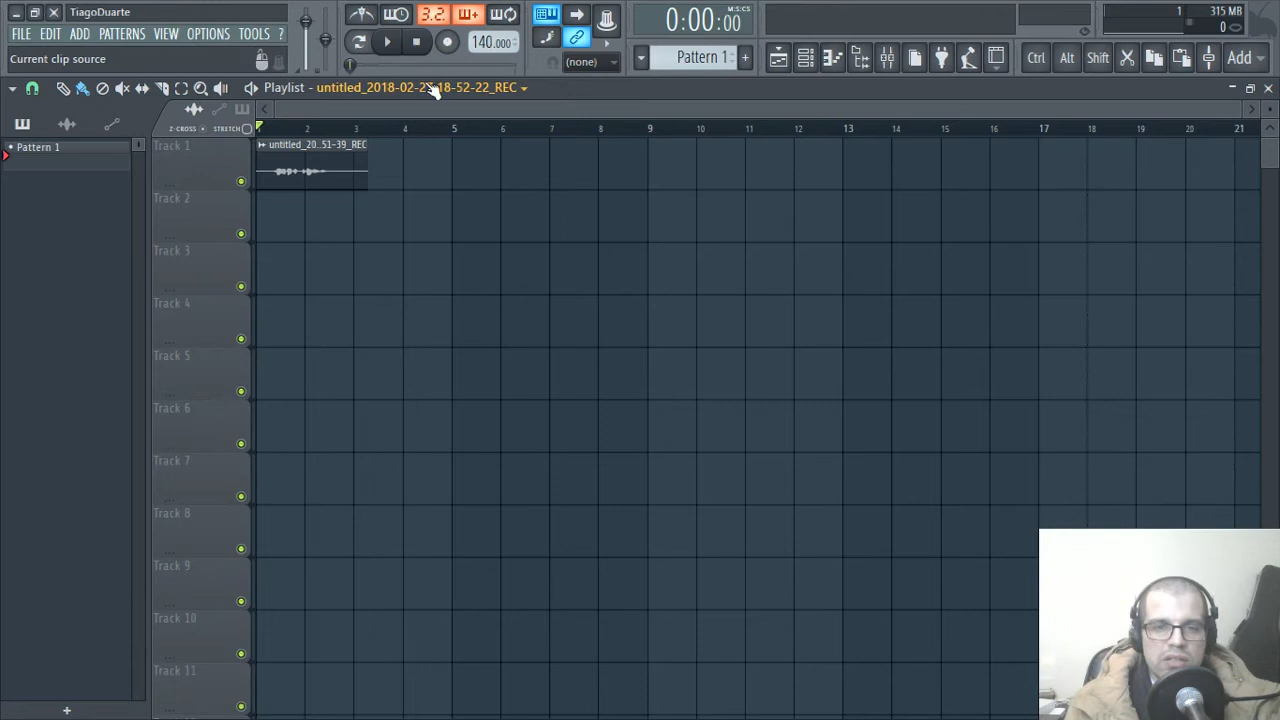 TiagoDuarte
FILE EDIT ADD PATTERNS VIEW OPTIONS TOOLS ?
Current clip source
3.2.
140.000
(none)
0:00:00
M:S:CS
Pattern 1
1
315 MB
0
Ctrl Alt Shift
Add
Playlist - untitled_2018-02-23 18-52-22_REC
Z-CROSS STRETCH
1 2 3 4 5 6 7 8 9 10 11 12 13 14 15 16 17 18 19 20 21
Pattern 1
untitled_20..51-39_REC
Track 1
Track 2
Track 3
Track 4
Track 5
Track 6
Track 7
Track 8
Track 9
Track 10
Track 11